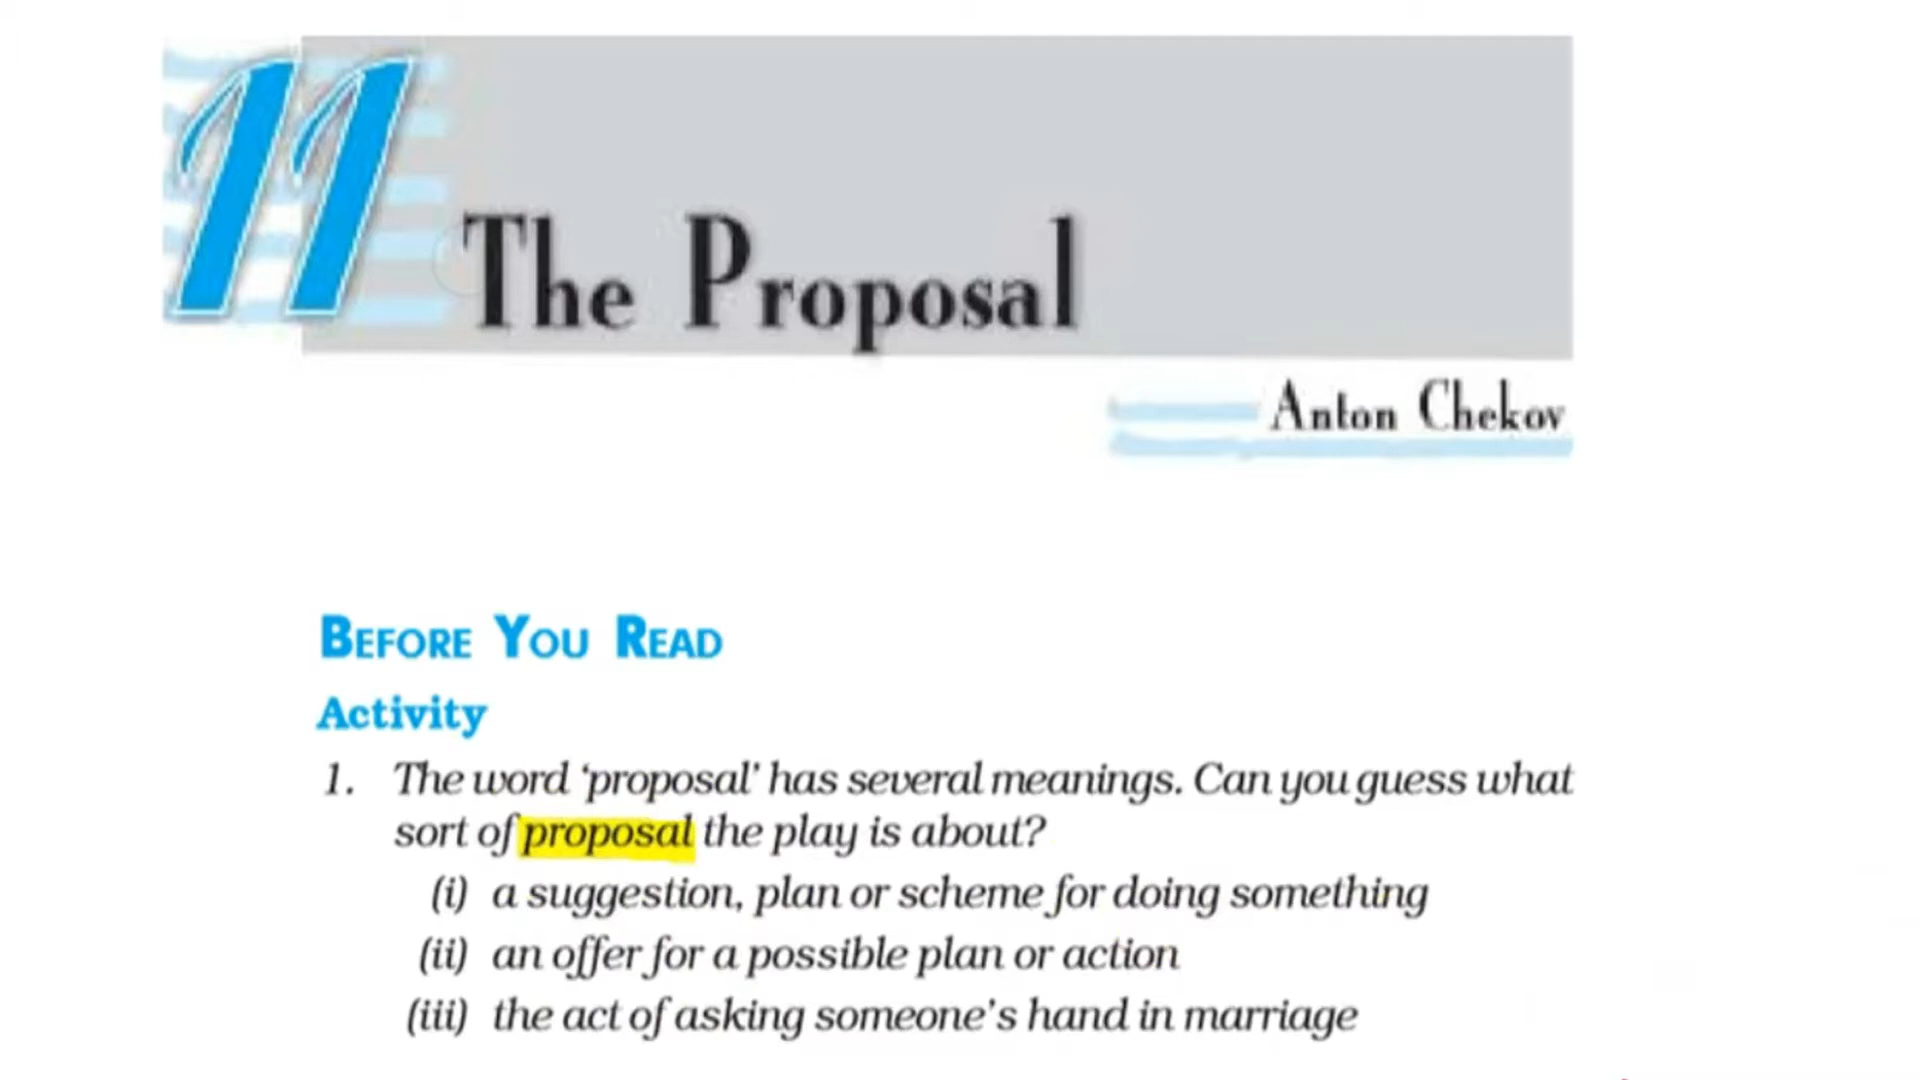 11
The Proposal
Anton Chekov
BEFORE YOU READ
Activity
1. The word ‘proposal’ has several meanings. Can you guess what
sort of proposal the play is about?
(i) a suggestion, plan or scheme for doing something
(ii) an offer for a possible plan or action
(iii) the act of asking someone’s hand in marriage